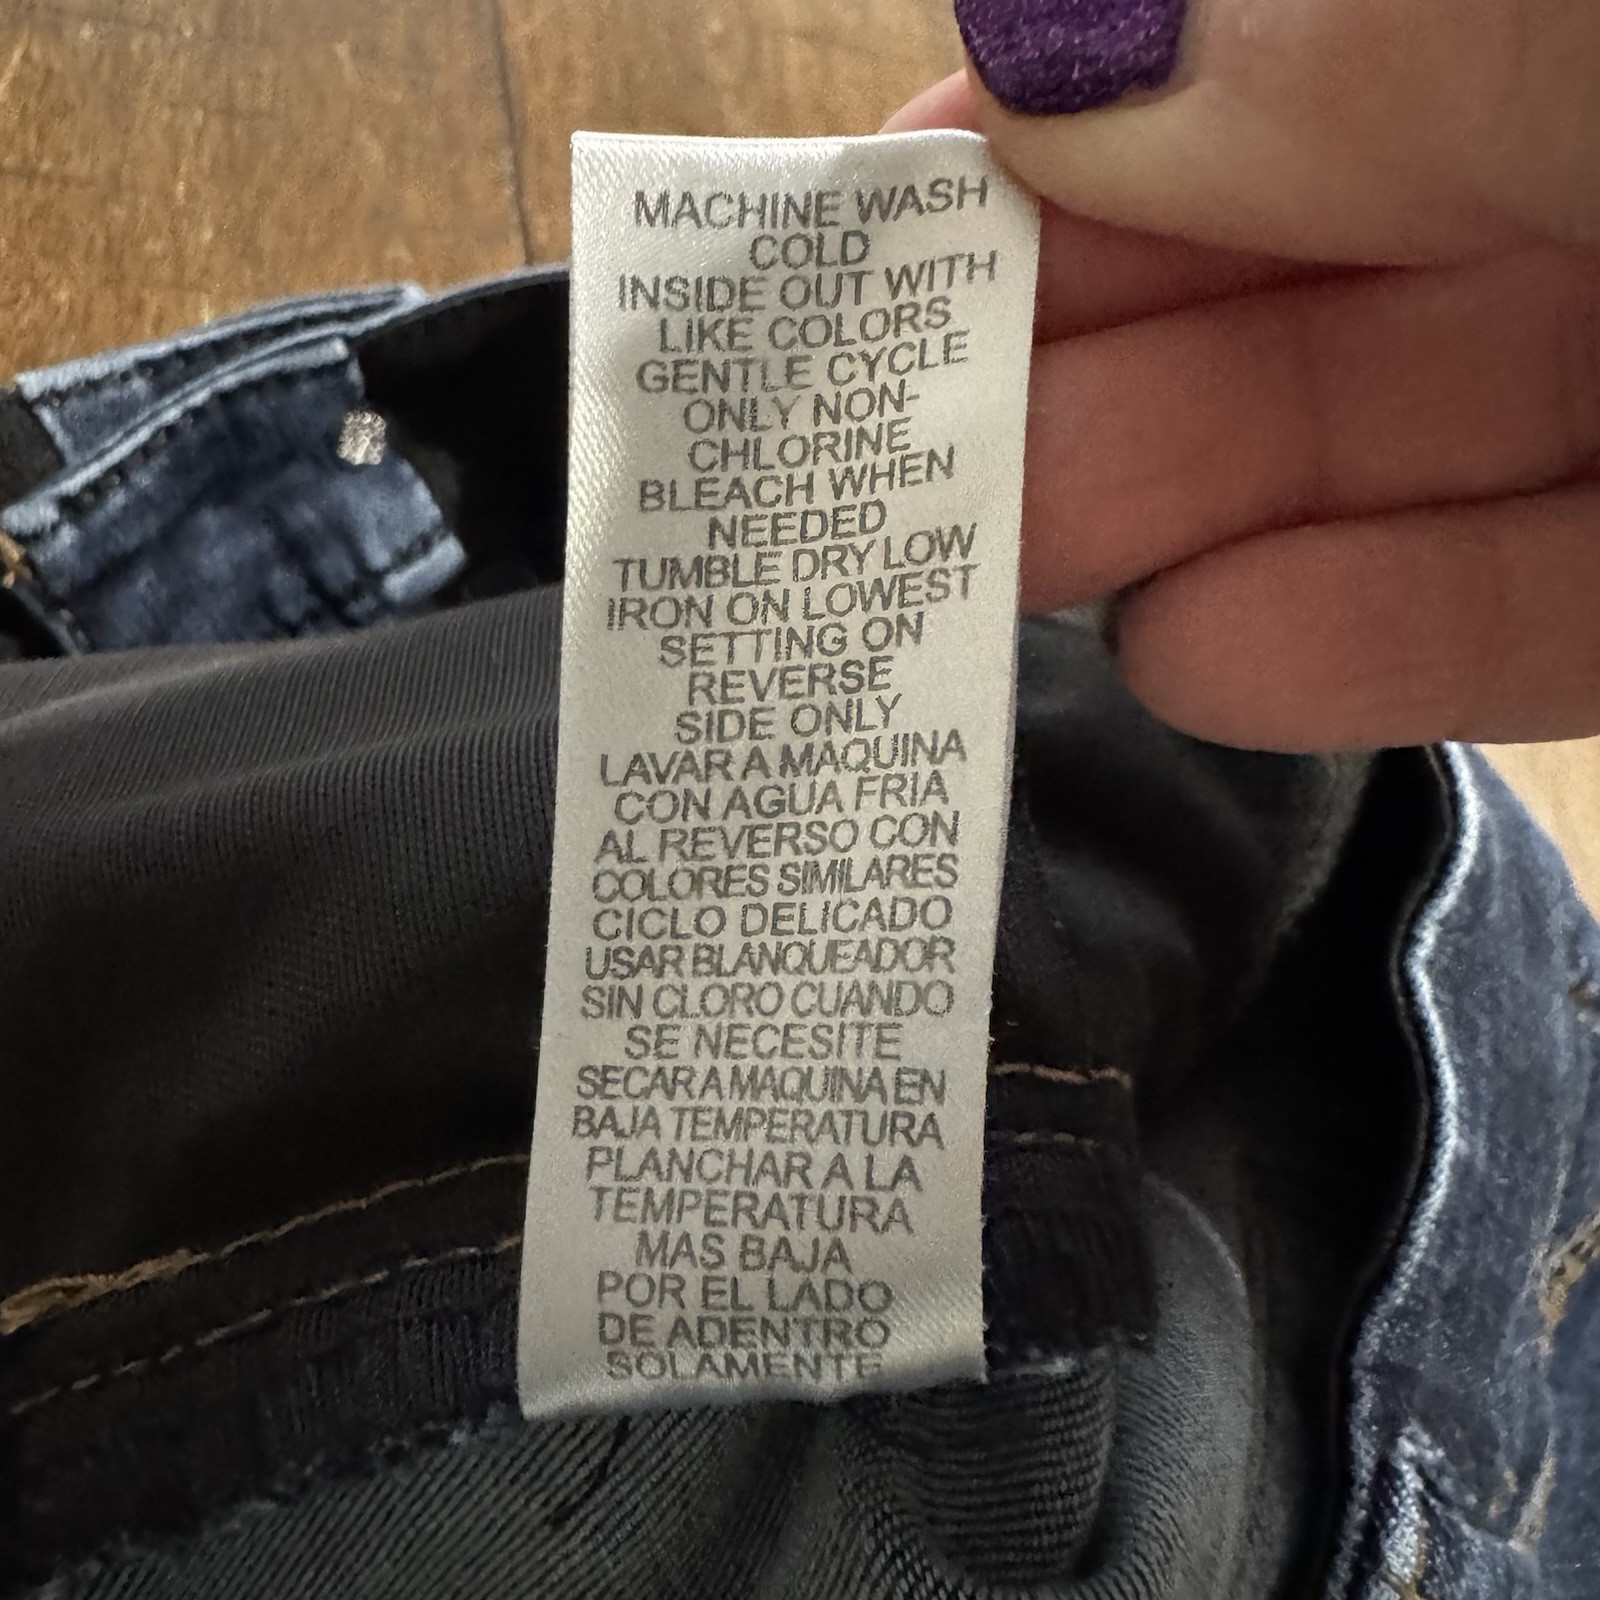 MACHINE WASH
COLD
INSIDE OUT WITH
LIKE COLORS
GENTLE CYCLE
ONLY NON-
CHLORINE
BLEACH WHEN
NEEDED
TUMBLE DRY LOW
IRON ON LOWEST
SETTING ON
REVERSE
SIDE ONLY
LAVAR A MAQUINA
CON AGUA FRIA
AL REVERSO CON
COLORES SIMILARES
CICLO DELICADO
USAR BLANQUEADOR
SIN CLORO CUANDO
SE NECESITE
SECAR A MAQUINA EN
BAJA TEMPERATURA
PLANCHAR A LA
TEMPERATURA
MAS BAJA
POR EL LADO
DE ADENTRO
SOLAMENTE